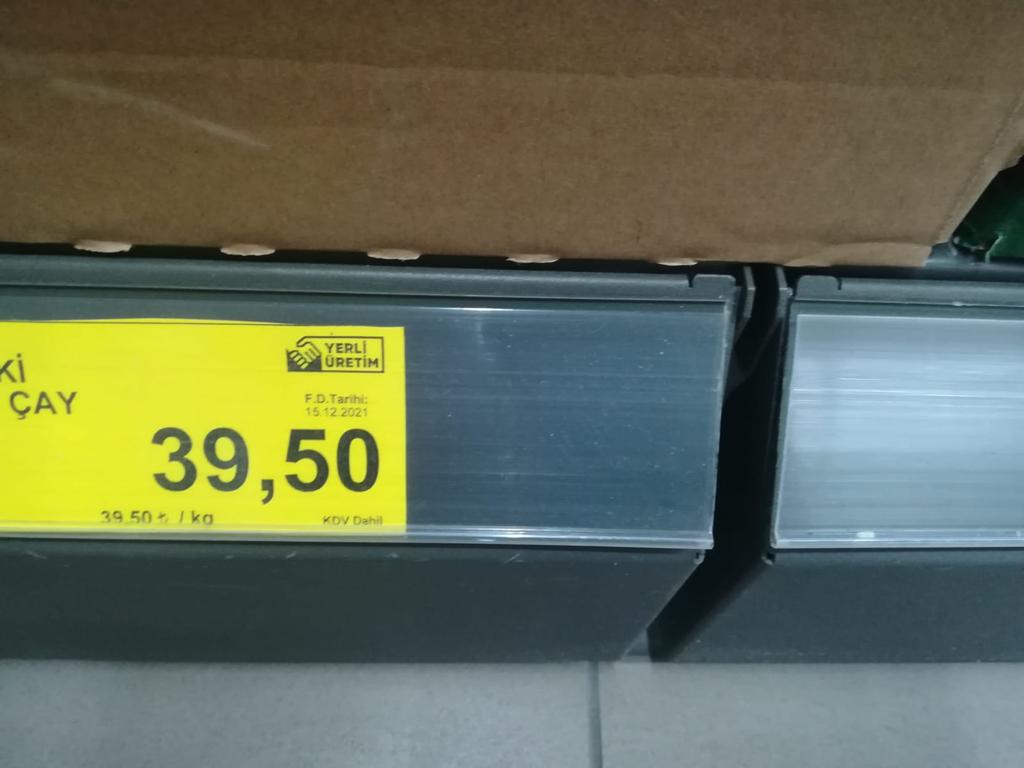 Kİ
ÇAY
YERLİ
ÜRETİM
F.D.Tarihi:
15.12.2021
39,50
39.50 ₺ / kg
KDV Dahil